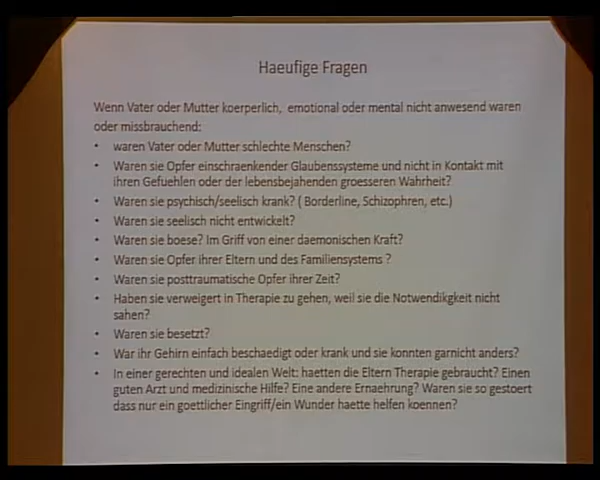 Haeufige Fragen
Wenn Vater oder Mutter koerperlich, emotional oder mental nicht anwesend waren
oder missbrauchend:
• waren Vater oder Mutter schlechte Menschen?
• Waren sie Opfer einschraenkender Glaubenssysteme und nicht in Kontakt mit
ihren Gefuehlen oder der lebensbejahenden groesseren Wahrheit?
• Waren sie psychisch/seelisch krank? ( Borderline, Schizophren, etc.)
• Waren sie seelisch nicht entwickelt?
• Waren sie boese? Im Griff von einer daemonischen Kraft?
• Waren sie Opfer ihrer Eltern und des Familiensystems ?
• Waren sie posttraumatische Opfer ihrer Zeit?
• Haben sie verweigert in Therapie zu gehen, weil sie die Notwendikgkeit nicht
sahen?
• Waren sie besetzt?
• War ihr Gehirn einfach beschaedigt oder krank und sie konnten garnicht anders?
• In einer gerechten und idealen Welt: haetten die Eltern Therapie gebraucht? Einen
guten Arzt und medizinische Hilfe? Eine andere Ernaehrung? Waren sie so gestoert
dass nur ein goettlicher Eingriff/ein Wunder haette helfen koennen?